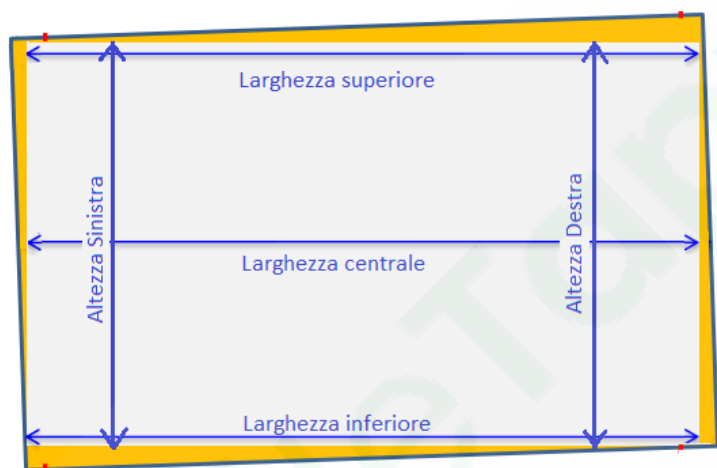 Larghezza superiore
Altezza Sinistra
Altezza Destra
Larghezza centrale
Larghezza inferiore